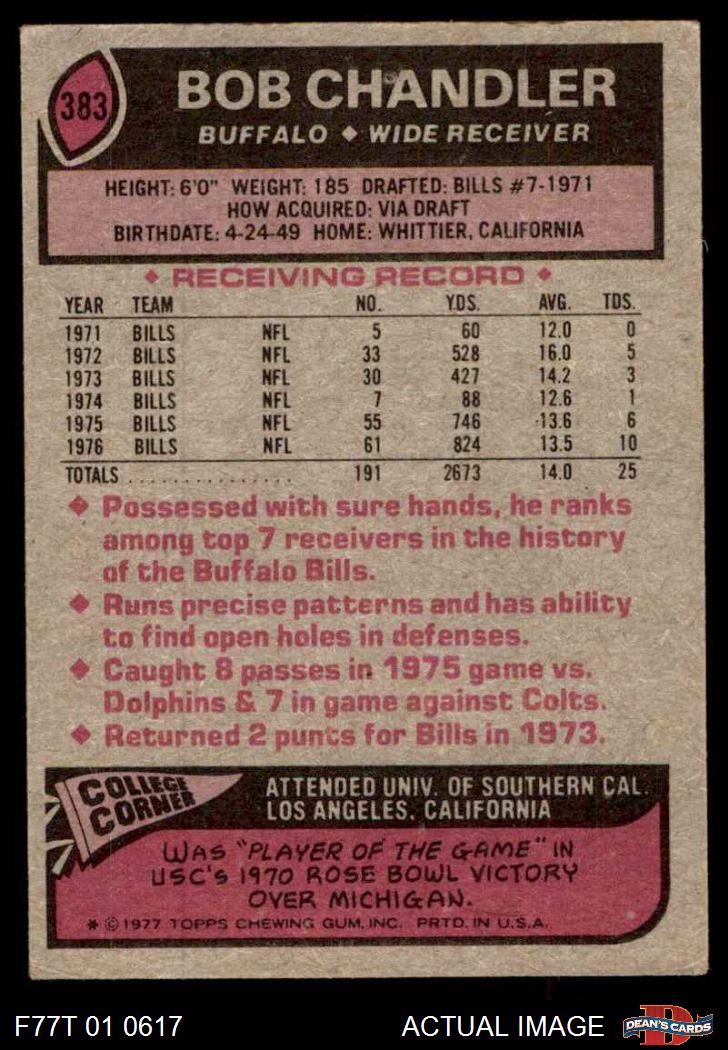 383
BOB CHANDLER
BUFFALO ♦ WIDE RECEIVER
HEIGHT: 6'0" WEIGHT: 185 DRAFTED: BILLS #7-1971
HOW ACQUIRED: VIA DRAFT
BIRTHDATE: 4-24-49 HOME: WHITTIER, CALIFORNIA
♦ RECEIVING RECORD ♦
YEAR TEAM NO. YDS. AVG. TDS.
1971 BILLS NFL 5 60 12.0 0
1972 BILLS NFL 33 528 16.0 5
1973 BILLS NFL 30 427 14.2 3
1974 BILLS NFL 7 88 12.6 1
1975 BILLS NFL 55 746 13.6 6
1976 BILLS NFL 61 824 13.5 10
TOTALS ............... 191 2673 14.0 25
♦ Possessed with sure hands, he ranks
among top 7 receivers in the history
of the Buffalo Bills.
♦ Runs precise patterns and has ability
to find open holes in defenses.
♦ Caught 8 passes in 1975 game vs.
Dolphins & 7 in game against Colts.
♦ Returned 2 punts for Bills in 1973.
COLLEGE
CORNER
ATTENDED UNIV. OF SOUTHERN CAL.
LOS ANGELES, CALIFORNIA
WAS "PLAYER OF THE GAME" IN
USC'S 1970 ROSE BOWL VICTORY
OVER MICHIGAN.
* © 1977 TOPPS CHEWING GUM, INC. PRTD. IN U.S.A.
F77T 01 0617
ACTUAL IMAGE
D
DEAN'S CARDS